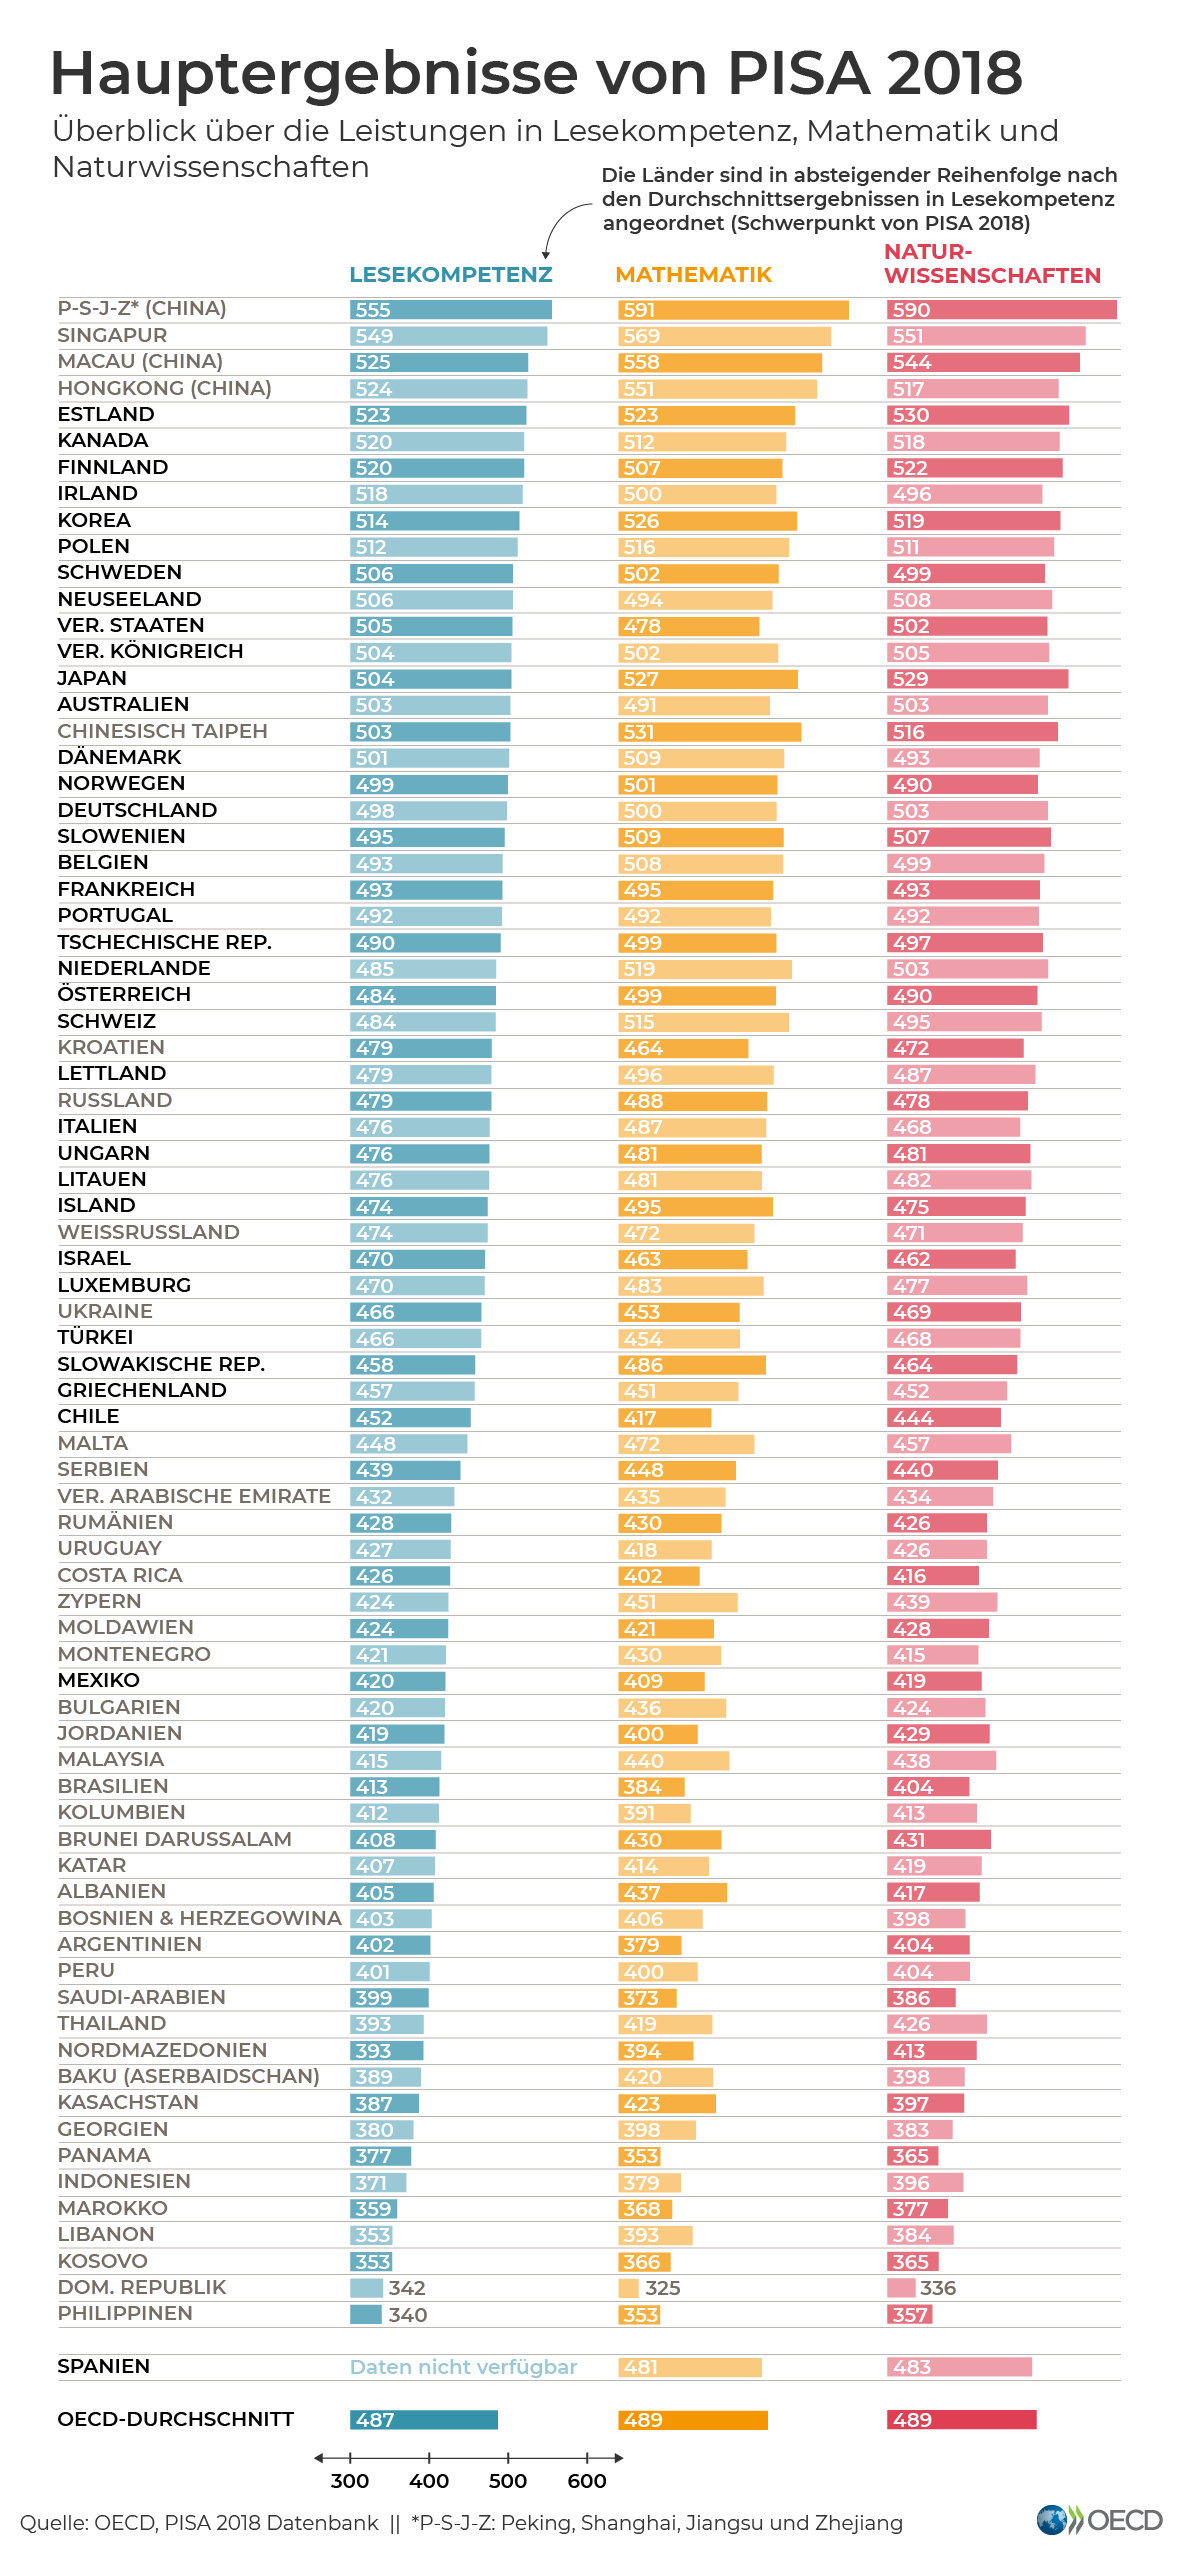 Hauptergebnisse von PISA 2018
Überblick über die Leistungen in Lesekompetenz, Mathematik und
Naturwissenschaften
Die Länder sind in absteigender Reihenfolge nach
den Durchschnittsergebnissen in Lesekompetenz
angeordnet (Schwerpunkt von PISA 2018)
LESEKOMPETENZ MATHEMATIK NATUR-
WISSENSCHAFTEN
P-S-J-Z* (CHINA) 555 591 590
SINGAPUR 549 569 551
MACAU (CHINA) 525 558 544
HONGKONG (CHINA) 524 551 517
ESTLAND 523 523 530
KANADA 520 512 518
FINNLAND 520 507 522
IRLAND 518 500 496
KOREA 514 526 519
POLEN 512 516 511
SCHWEDEN 506 502 499
NEUSEELAND 506 494 508
VER. STAATEN 505 478 502
VER. KÖNIGREICH 504 502 505
JAPAN 504 527 529
AUSTRALIEN 503 491 503
CHINESISCH TAIPEH 503 531 516
DÄNEMARK 501 509 493
NORWEGEN 499 501 490
DEUTSCHLAND 498 500 503
SLOWENIEN 495 509 507
BELGIEN 493 508 499
FRANKREICH 493 495 493
PORTUGAL 492 492 492
TSCHECHISCHE REP. 490 499 497
NIEDERLANDE 485 519 503
ÖSTERREICH 484 499 490
SCHWEIZ 484 515 495
KROATIEN 479 464 472
LETTLAND 479 496 487
RUSSLAND 479 488 478
ITALIEN 476 487 468
UNGARN 476 481 481
LITAUEN 476 481 482
ISLAND 474 495 475
WEISSRUSSLAND 474 472 471
ISRAEL 470 463 462
LUXEMBURG 470 483 477
UKRAINE 466 453 469
TÜRKEI 466 454 468
SLOWAKISCHE REP. 458 486 464
GRIECHENLAND 457 451 452
CHILE 452 417 444
MALTA 448 472 457
SERBIEN 439 448 440
VER. ARABISCHE EMIRATE 432 435 434
RUMÄNIEN 428 430 426
URUGUAY 427 418 426
COSTA RICA 426 402 416
ZYPERN 424 451 439
MOLDAWIEN 424 421 428
MONTENEGRO 421 430 415
MEXIKO 420 409 419
BULGARIEN 420 436 424
JORDANIEN 419 400 429
MALAYSIA 415 440 438
BRASILIEN 413 384 404
KOLUMBIEN 412 391 413
BRUNEI DARUSSALAM 408 430 431
KATAR 407 414 419
ALBANIEN 405 437 417
BOSNIEN & HERZEGOWINA 403 406 398
ARGENTINIEN 402 379 404
PERU 401 400 404
SAUDI-ARABIEN 399 373 386
THAILAND 393 419 426
NORDMAZEDONIEN 393 394 413
BAKU (ASERBAIDSCHAN) 389 420 398
KASACHSTAN 387 423 397
GEORGIEN 380 398 383
PANAMA 377 353 365
INDONESIEN 371 379 396
MAROKKO 359 368 377
LIBANON 353 393 384
KOSOVO 353 366 365
DOM. REPUBLIK 342 325 336
PHILIPPINEN 340 353 357
SPANIEN Daten nicht verfügbar 481 483
OECD-DURCHSCHNITT 487 489 489
300 400 500 600
Quelle: OECD, PISA 2018 Datenbank || *P-S-J-Z: Peking, Shanghai, Jiangsu und Zhejiang
OECD